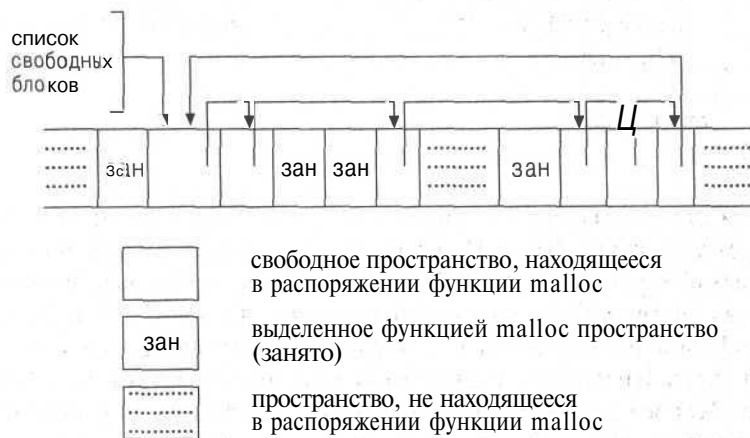 список
свободных
блоков
Ц
зан
зан
зан
зан
свободное пространство, находящееся
в распоряжении функции malloc
зан
выделенное функцией malloc пространство
(занято)
пространство, не находящееся
в распоряжении функции malloc